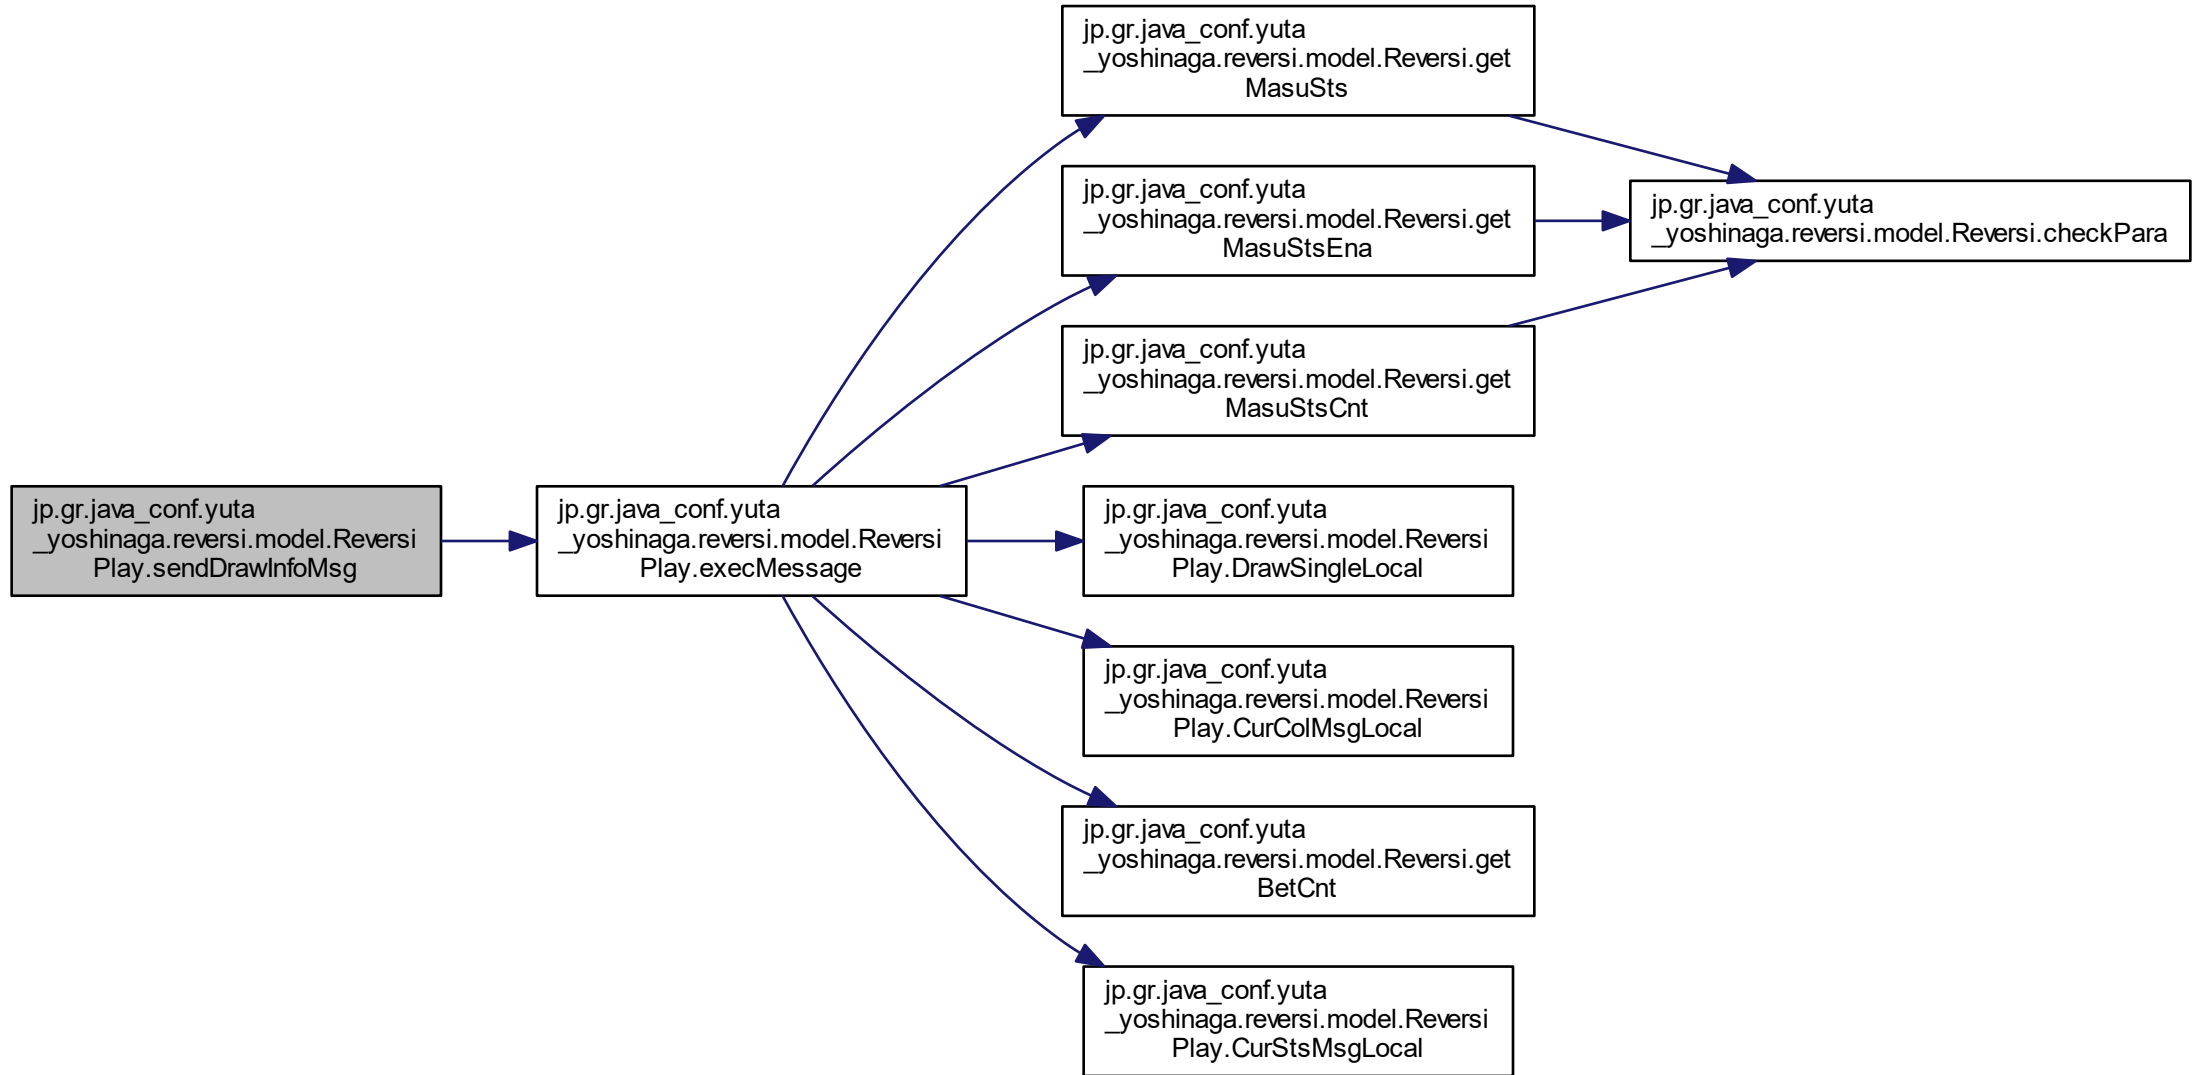 jp.gr.java_conf.yuta
_yoshinaga.reversi.model.Reversi.get
MasuSts
jp.gr.java_conf.yuta
_yoshinaga.reversi.model.Reversi.get
MasuStsEna
jp.gr.java_conf.yuta
_yoshinaga.reversi.model.Reversi.checkPara
jp.gr.java_conf.yuta
_yoshinaga.reversi.model.Reversi.get
MasuStsCnt
jp.gr.java_conf.yuta
_yoshinaga.reversi.model.Reversi
Play.sendDrawInfoMsg
jp.gr.java_conf.yuta
_yoshinaga.reversi.model.Reversi
Play.execMessage
jp.gr.java_conf.yuta
_yoshinaga.reversi.model.Reversi
Play.DrawSingleLocal
jp.gr.java_conf.yuta
_yoshinaga.reversi.model.Reversi
Play.CurColMsgLocal
jp.gr.java_conf.yuta
_yoshinaga.reversi.model.Reversi.get
BetCnt
jp.gr.java_conf.yuta
_yoshinaga.reversi.model.Reversi
Play.CurStsMsgLocal